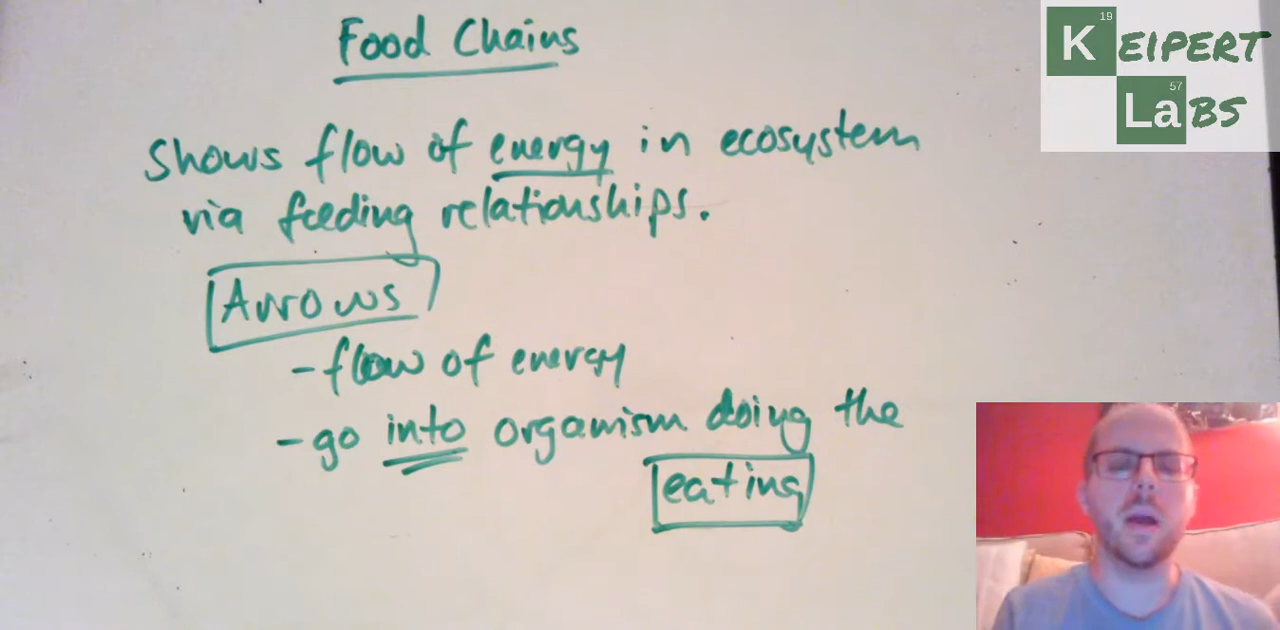 Food Chains
Shows flow of energy in ecosystem
via feeding relationships.
Arrows
- flow of energy
- go into organism doing the
eating
19
KEIPERT
57
LaBS